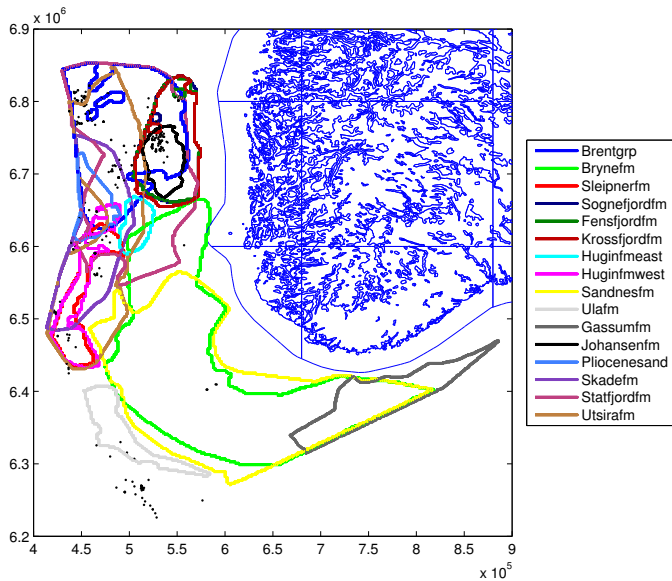 x 10^6
6.9
6.8
6.7
6.6
6.5
6.4
6.3
6.2
4
4.5
5
5.5
6
6.5
7
7.5
8
8.5
9
x 10^5
Brentgrp
Brynefm
Sleipnerfm
Sognefjordfm
Fensfjordfm
Krossfjordfm
Huginfmeast
Huginfmwest
Sandnesfm
Ulafm
Gassumfm
Johansenfm
Pliocenesand
Skadefm
Statfjordfm
Utsirafm